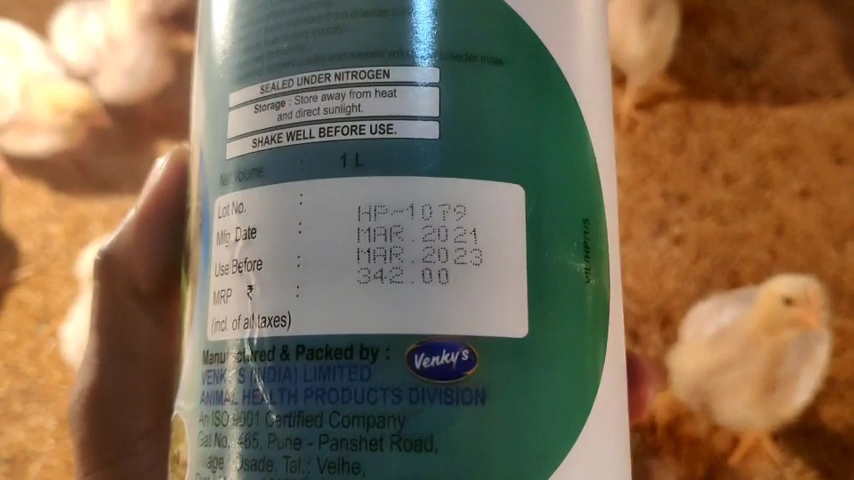 SEALED UNDER NITROGEN
Storage : Store away from heat
and direct sunlight.
SHAKE WELL BEFORE USE.
Net Volume : 1 L
Lot No. : HP-1079
Mfg. Date : MAR.2021
Use Before : MAR.2023
MRP ₹ : 342.00
(incl. of all taxes)
Manufactured & Packed by :
Venky's
VENKY'S (INDIA) LIMITED
ANIMAL HEALTH PRODUCTS DIVISION
An ISO 9001 Certified Company
Gat No. 465, Pune - Panshet Road,
Osade, Tal.: Velhe,